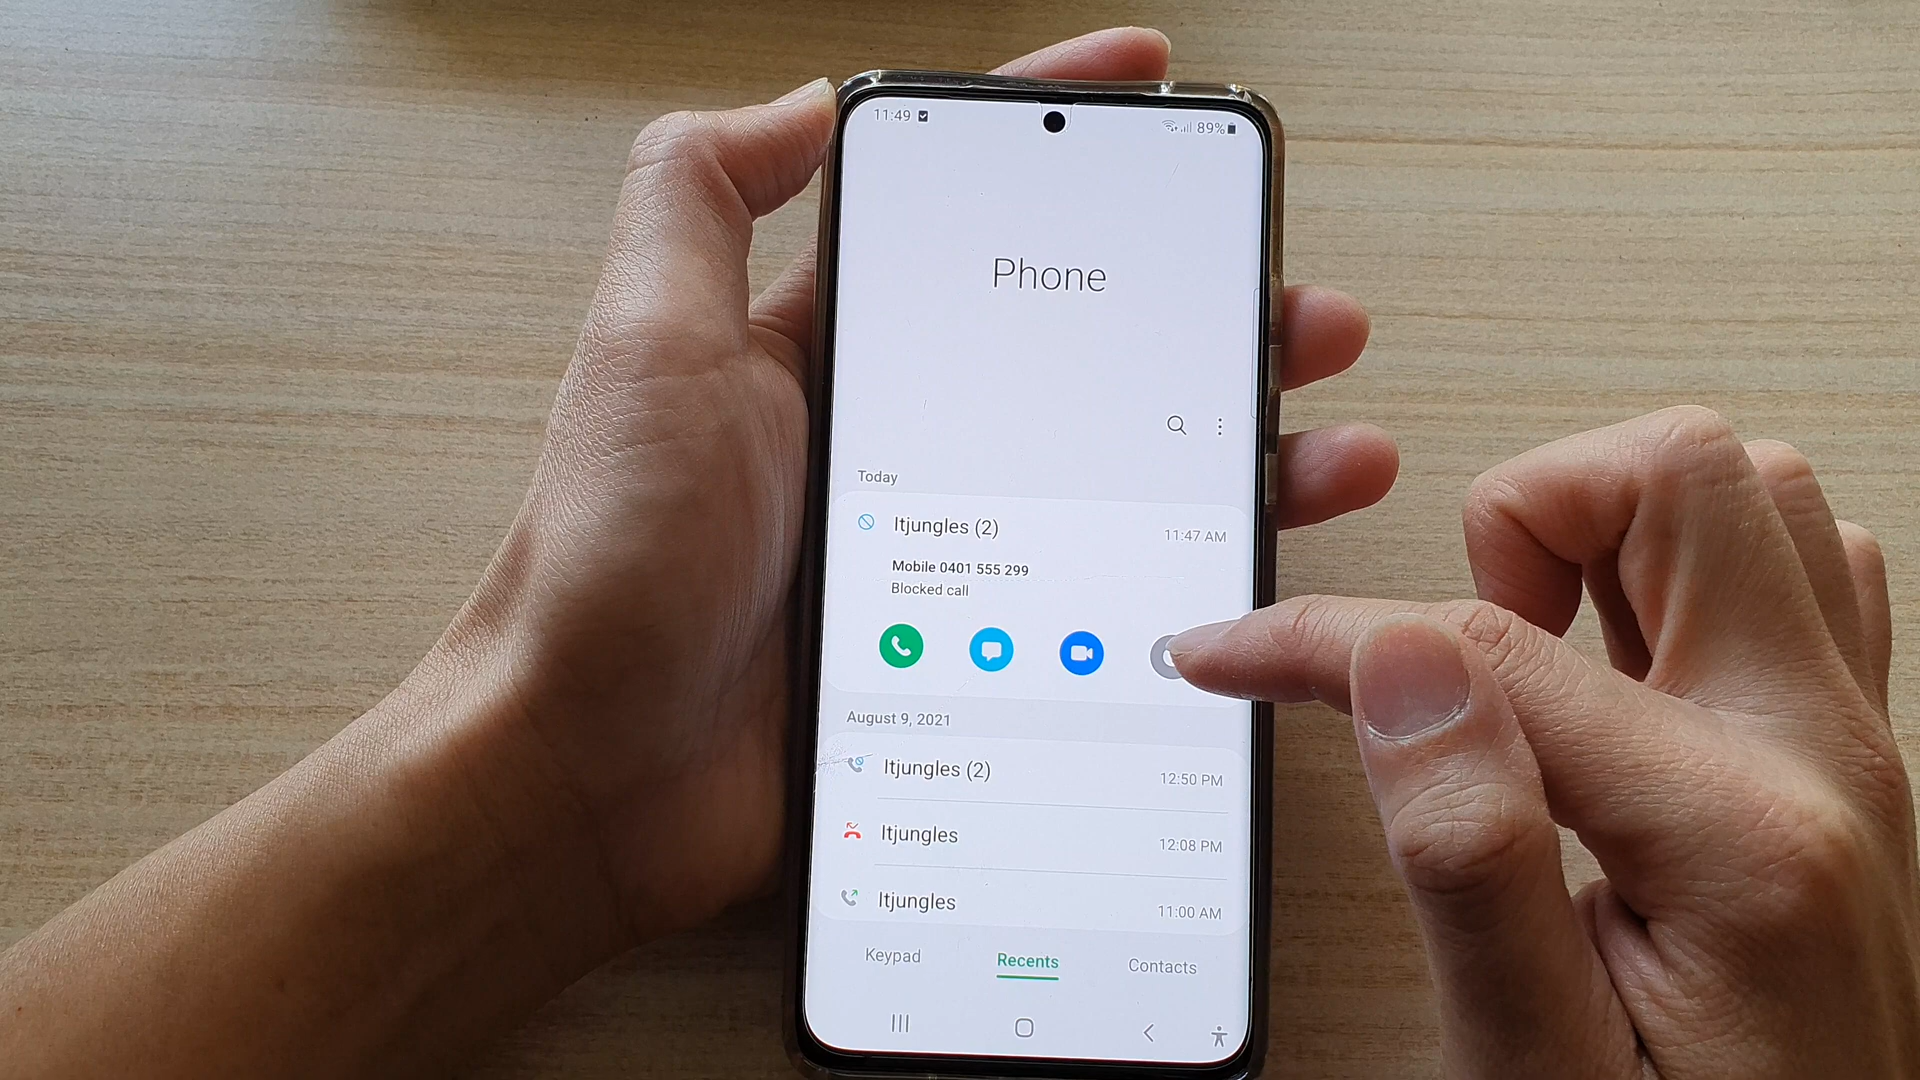 11:49
89%
Phone
Today
Itjungles (2)
11:47 AM
Mobile 0401 555 299
Blocked call
August 9, 2021
Itjungles (2)
12:50 PM
Itjungles
12:08 PM
Itjungles
11:00 AM
Keypad
Recents
Contacts